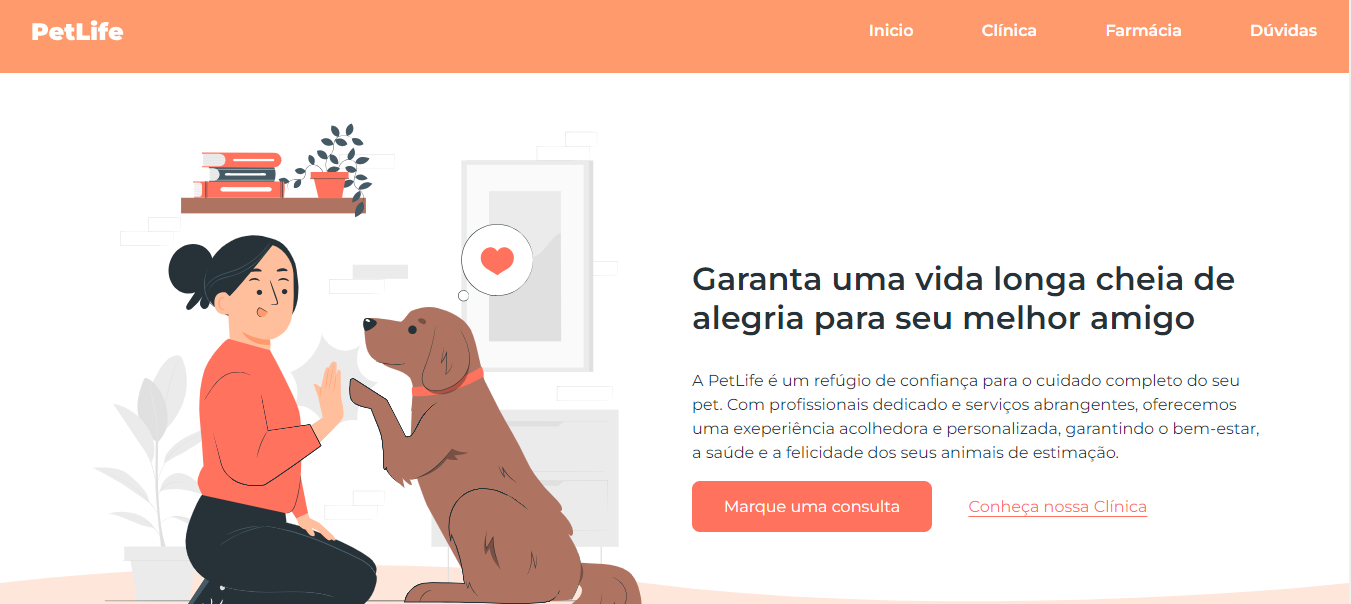 PetLife
Inicio
Clínica
Farmácia
Dúvidas
Garanta uma vida longa cheia de
alegria para seu melhor amigo
A PetLife é um refúgio de confiança para o cuidado completo do seu
pet. Com profissionais dedicado e serviços abrangentes, oferecemos
uma exeperiência acolhedora e personalizada, garantindo o bem-estar,
a saúde e a felicidade dos seus animais de estimação.
Marque uma consulta
Conheça nossa Clínica